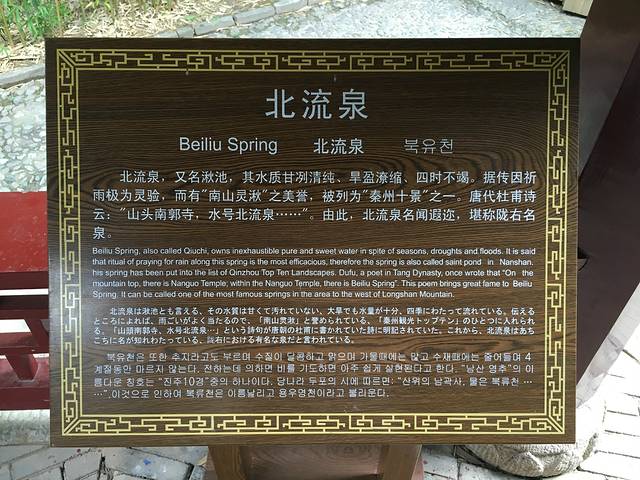 北流泉
Beiliu Spring 北流泉 북유천
北流泉，又名湫池，其水质甘冽清纯、旱盈潦缩、四时不竭。据传因祈
雨极为灵验，而有"南山灵湫"之美誉，被列为"秦州十景"之一。唐代杜甫诗
云："山头南郭寺，水号北流泉……"。由此，北流泉名闻遐迩，堪称陇右名
泉。
Beiliu Spring, also called Qiuchi, owns inexhaustible pure and sweet water in spite of seasons, droughts and floods. It is said
that ritual of praying for rain along this spring is the most efficacious, therefore the spring is also called saint pond in Nanshan.
his spring has been put into the list of Qinzhou Top Ten Landscapes. Dufu, a poet in Tang Dynasty, once wrote that "On the
mountain top, there is Nanguo Temple; within the Nanguo Temple, there is Beiliu Spring". This poem brings great fame to Beiliu
Spring. It can be called one of the most famous springs in the area to the west of Longshan Mountain.
北流泉は湫池とも言える、その水質は甘くて汚れていない、大旱でも水量が十分、四季にわたって流れている。伝える
ところによれば、雨ごいがよく当たるので、「南山灵湫」と誉められている、「秦州観光トップテン」のひとつに入れられ
る、「山頭南郭寺、水号北流泉…」という詩句が唐朝の杜甫に書かれていた詩に明記されていた。これから、北流泉はあち
こちに名が知れわたっている、陇右における有名な泉だと言われている。
북류천은 또한 추지라고도 부르며 수질이 달콤하고 맑으며 가물때에는 많고 수재때에는 줄어들며 4
계절동안 마르지 않는다. 전하는데 의하면 비를 기도하면 아주 쉽게 실현된다고 한다. "남산 영추"의 아
름다운 칭호는 "진주10경"중의 하나이다. 당나라 두포의 시에 따르면: "산위의 남곽사, 물은 북류천 …
…".이것으로 인하여 북류천은 이름날리고 용우명천이라고 불리운다.